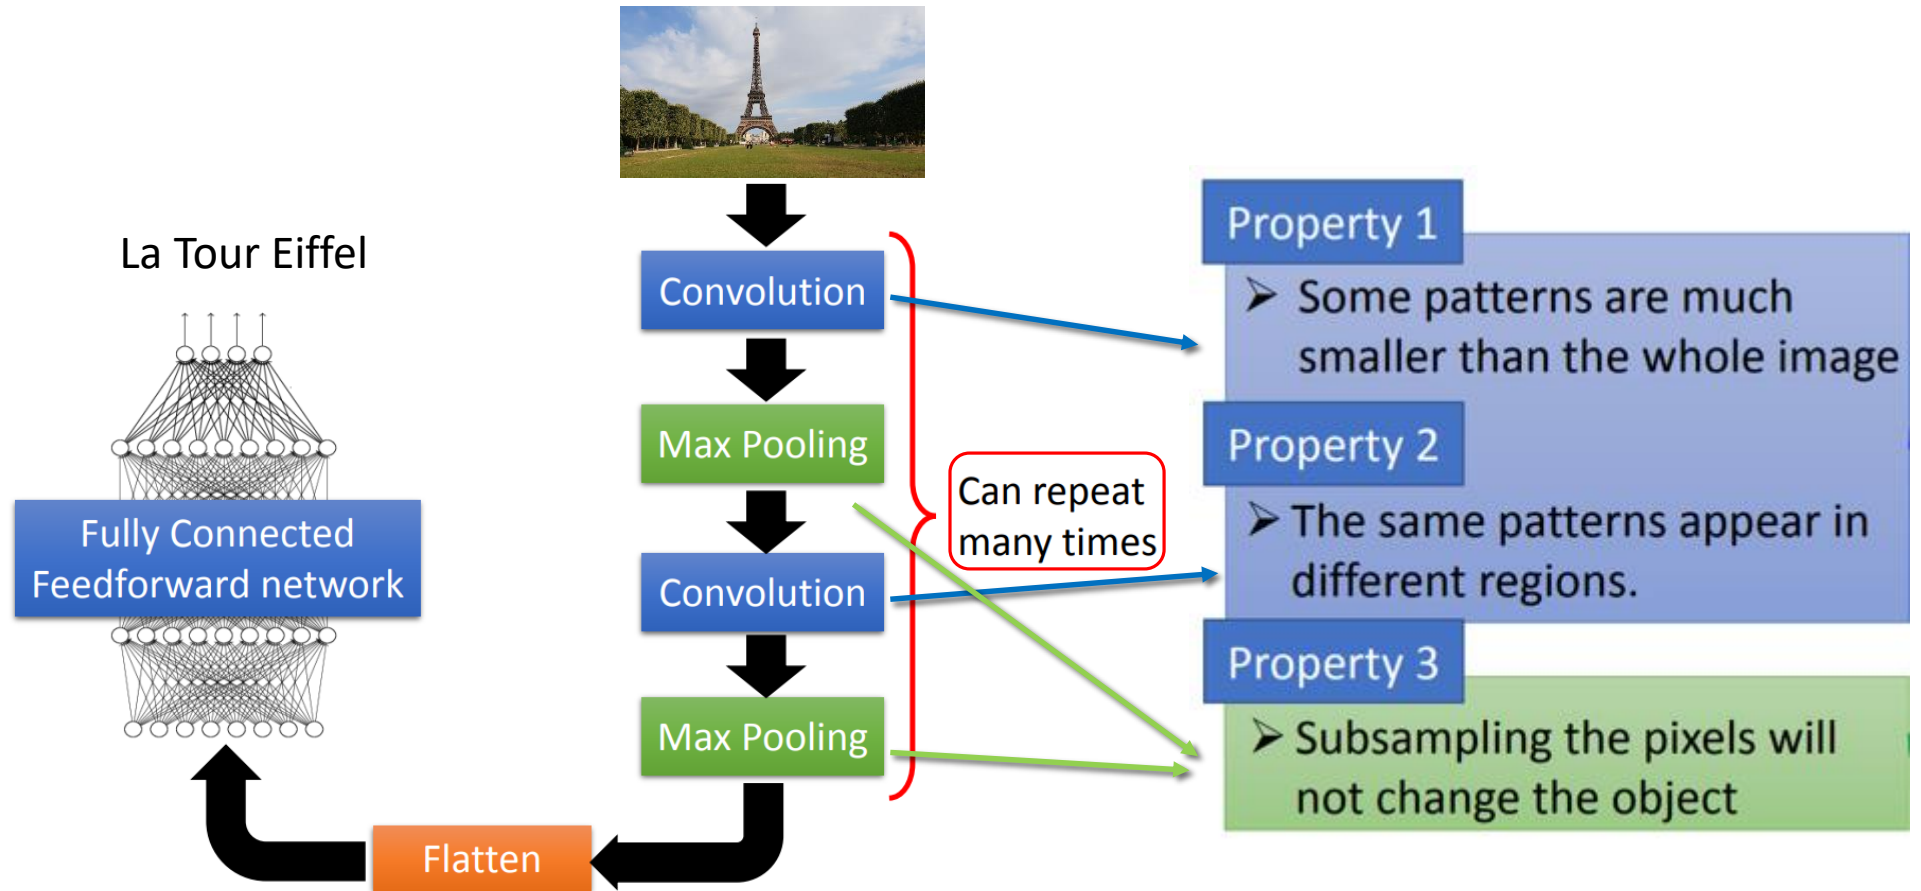 La Tour Eiffel
Fully Connected
Feedforward network
Convolution
Max Pooling
Convolution
Max Pooling
Flatten
Can repeat
many times
Property 1
➢ Some patterns are much
smaller than the whole image
Property 2
➢ The same patterns appear in
different regions.
Property 3
➢ Subsampling the pixels will
not change the object